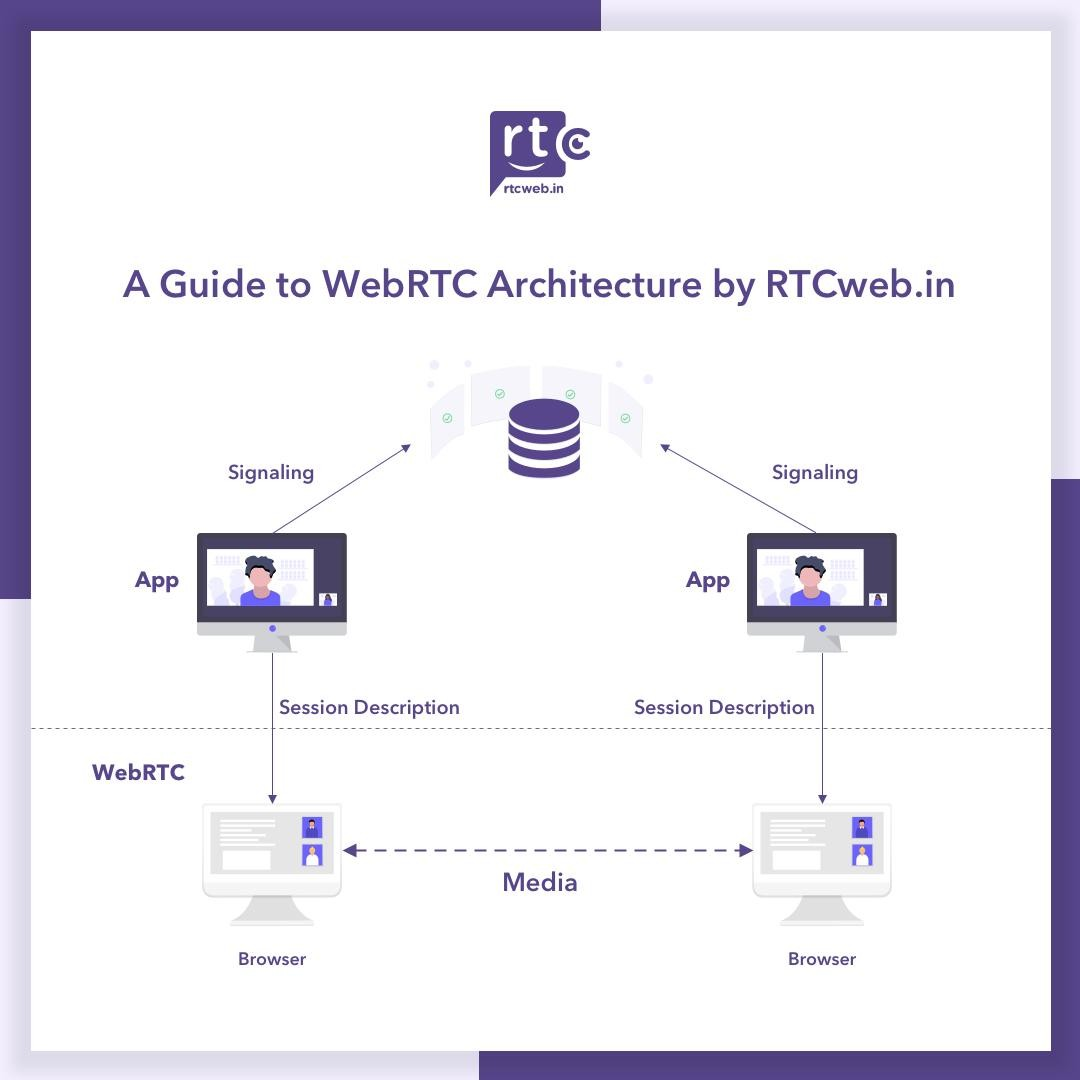 rtc
rtcweb.in
A Guide to WebRTC Architecture by RTCweb.in
Signaling
Signaling
App
App
Session Description
Session Description
WebRTC
Media
Browser
Browser